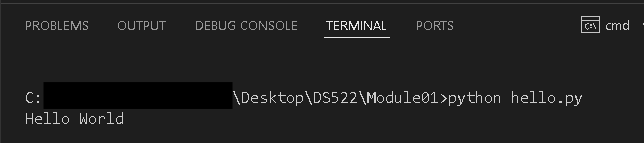 PROBLEMS OUTPUT DEBUG CONSOLE TERMINAL PORTS cmd
C: \Desktop\DS522\Module01>python hello.py
Hello World